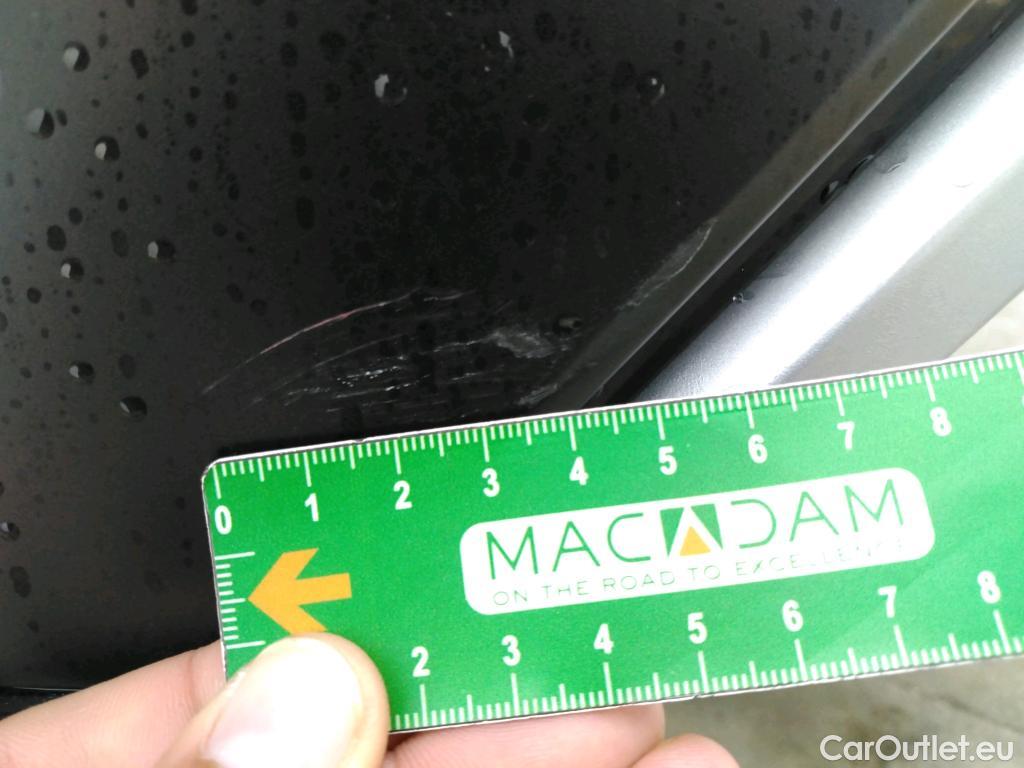 0 1 2 3 4 5 6 7 8
MACADAM
ON THE ROAD TO EXCELLENCE
2 3 4 5 6 7 8
CarOutlet.eu